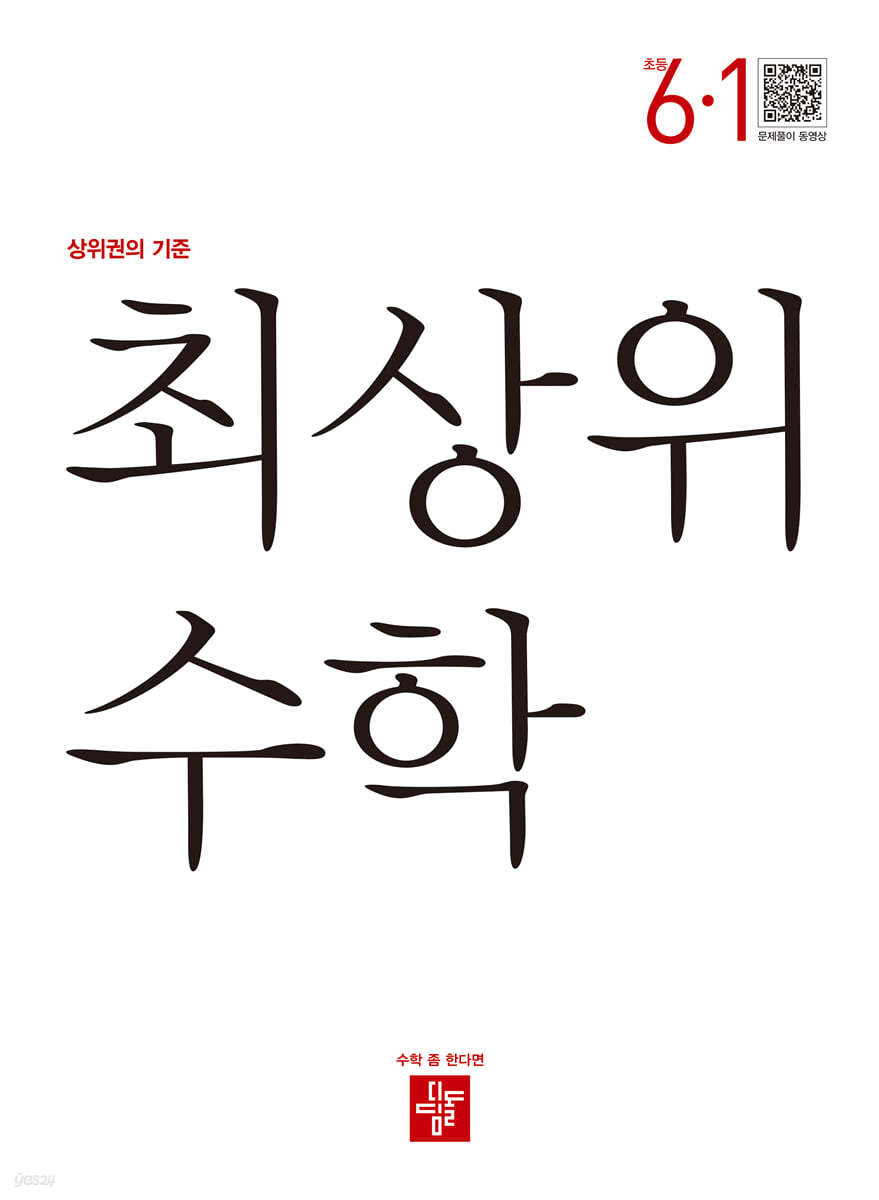 초등
6·1
문제풀이 동영상
상위권의 기준
최상위
수학
수학 좀 한다면
디딤돌
yes24